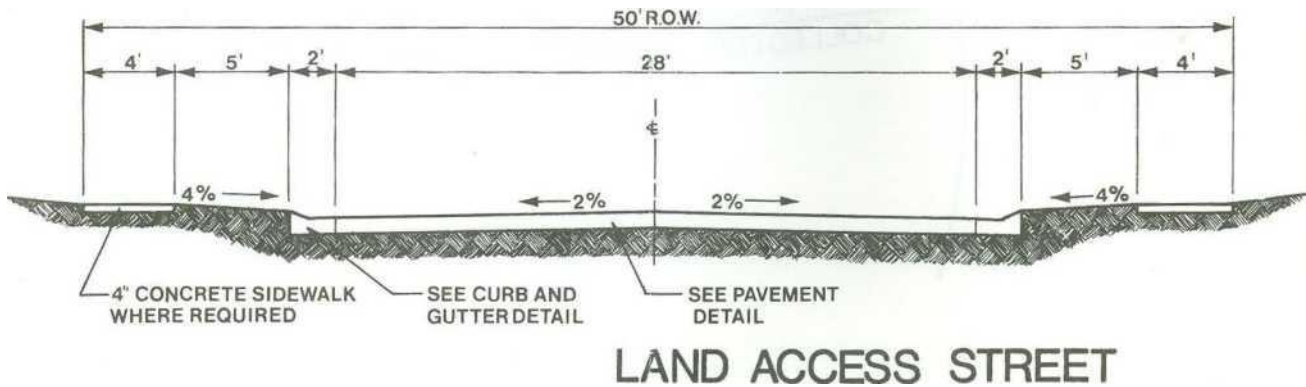 50' R.O.W.
4' 5' 2' 28' 2' 5' 4'
℄
4% 2% 2% 4%
4" CONCRETE SIDEWALK
WHERE REQUIRED
SEE CURB AND
GUTTER DETAIL
SEE PAVEMENT
DETAIL
LAND ACCESS STREET